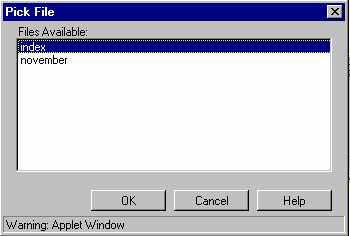 Pick File
Files Available:
index
november
OK Cancel Help
Warning: Applet Window